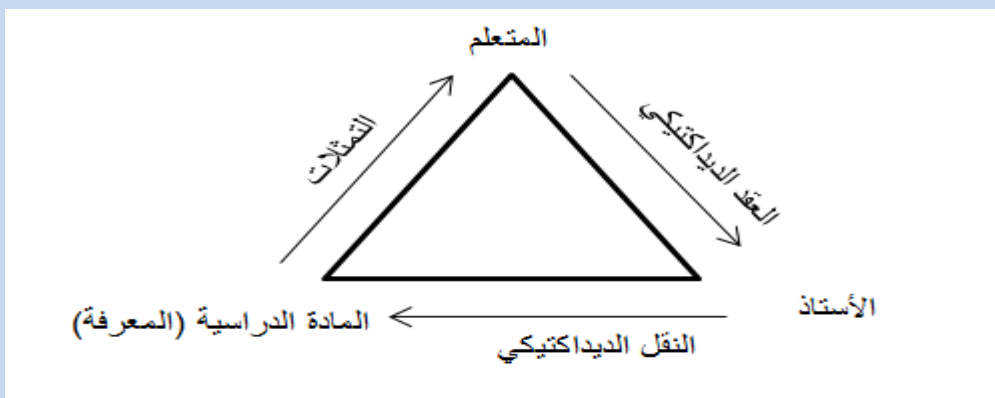 المتعلم
التمثلات
العقد الديداكتيكي
الأستاذ
المادة الدراسية (المعرفة)
النقل الديداكتيكي